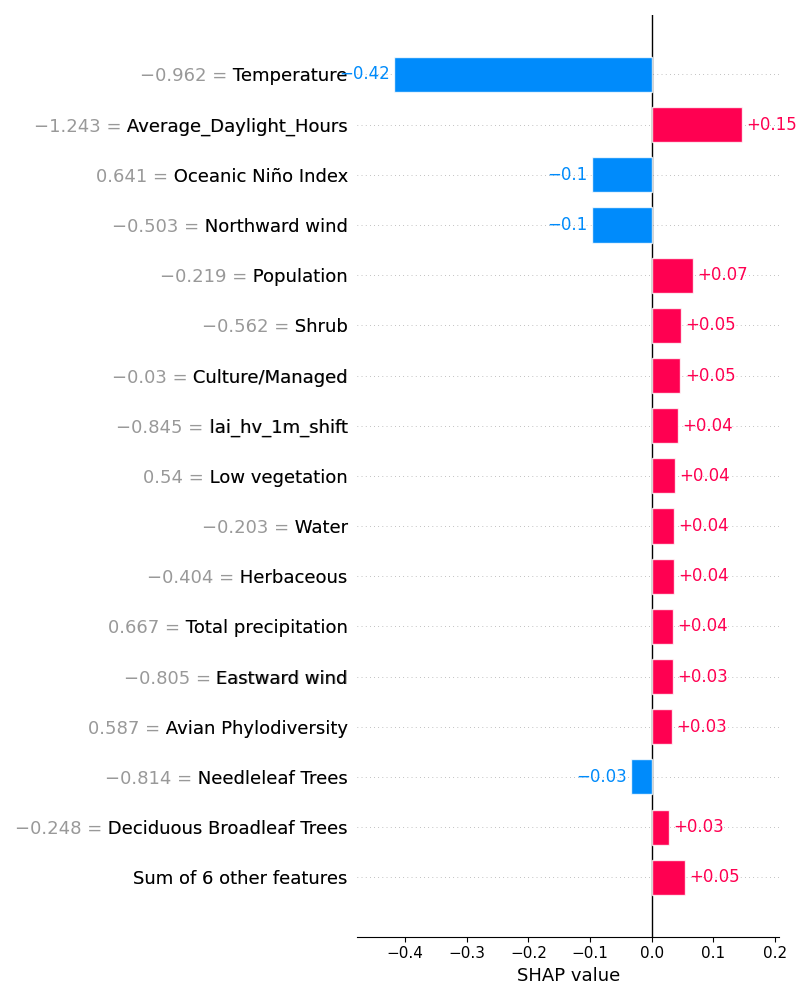 −0.962 = Temperature −0.42
−1.243 = Average_Daylight_Hours +0.15
0.641 = Oceanic Niño Index −0.1
−0.503 = Northward wind −0.1
−0.219 = Population +0.07
−0.562 = Shrub +0.05
−0.03 = Culture/Managed +0.05
−0.845 = lai_hv_1m_shift +0.04
0.54 = Low vegetation +0.04
−0.203 = Water +0.04
−0.404 = Herbaceous +0.04
0.667 = Total precipitation +0.04
−0.805 = Eastward wind +0.03
0.587 = Avian Phylodiversity +0.03
−0.814 = Needleleaf Trees −0.03
−0.248 = Deciduous Broadleaf Trees +0.03
Sum of 6 other features +0.05
−0.4 −0.3 −0.2 −0.1 0.0 0.1 0.2
SHAP value